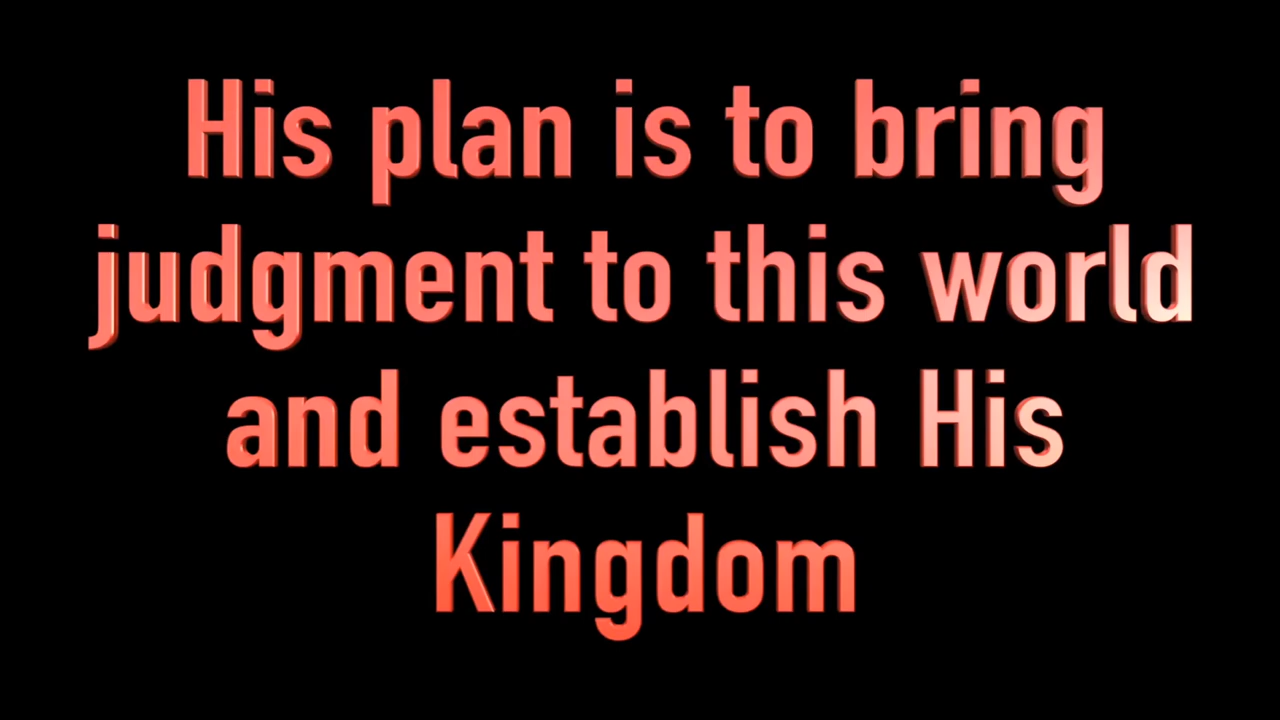 His plan is to bring
judgment to this world
and establish His
Kingdom